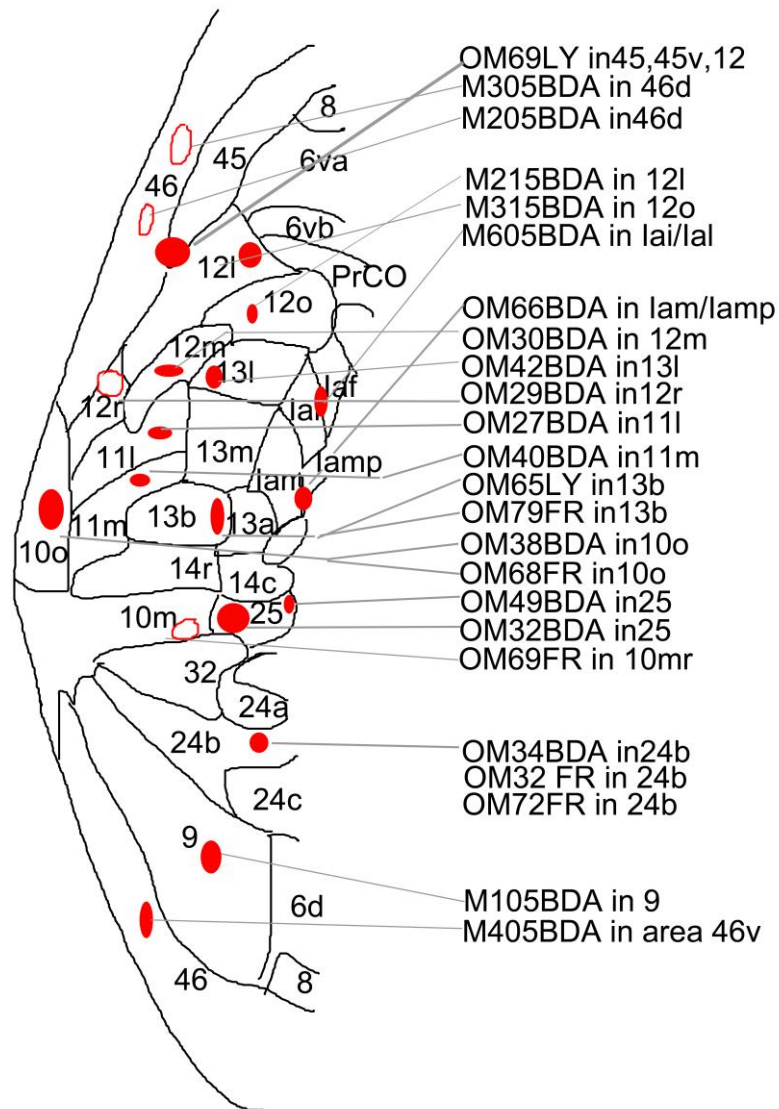 OM69LY in45,45v,12
M305BDA in 46d
M205BDA in46d
M215BDA in 12l
M315BDA in 12o
M605BDA in Iai/Ial
OM66BDA in Iam/Iamp
OM30BDA in 12m
OM42BDA in13l
OM29BDA in12r
OM27BDA in11l
OM40BDA in11m
OM65LY in13b
OM79FR in13b
OM38BDA in10o
OM68FR in10o
OM49BDA in25
OM32BDA in25
OM69FR in 10mr
OM34BDA in24b
OM32 FR in 24b
OM72FR in 24b
M105BDA in 9
M405BDA in area 46v
8
45
6va
46
6vb
12l
PrCO
12o
12m
13l
Iaf
12r
Ial
11l
13m
Iamp
Iam
13b
13a
11m
10o
14r
14c
10m
25
32
24a
24b
24c
9
6d
46
8